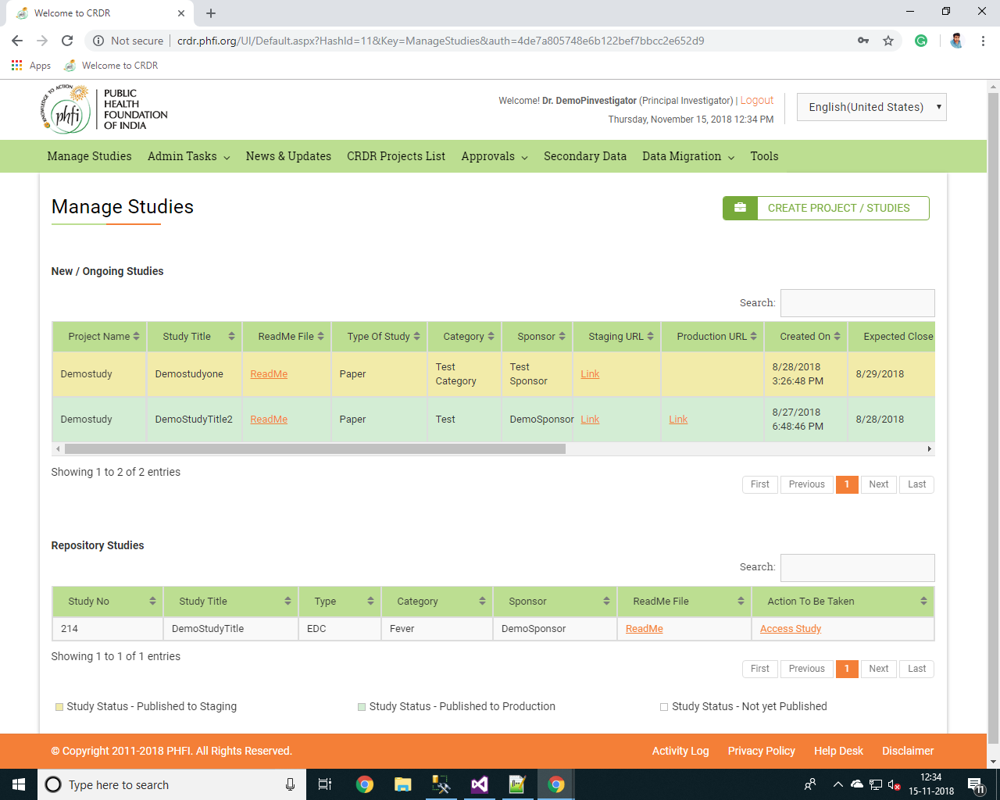 Welcome to CRDR
Not secure
crdr.phfi.org/UI/Default.aspx?HashId=11&Key=ManageStudies&auth=4de7a805748e6b122bef7bbcc2e652d9
Apps
Welcome to CRDR
KNOWLEDGE TO ACTION
phfi
PUBLIC
HEALTH
FOUNDATION
OF INDIA
Welcome! Dr. DemoPinvestigator (Principal Investigator) | Logout
Thursday, November 15, 2018 12:34 PM
English(United States)
Manage Studies Admin Tasks News & Updates CRDR Projects List Approvals Secondary Data Data Migration Tools
Manage Studies
CREATE PROJECT / STUDIES
New / Ongoing Studies
Search:
Project Name Study Title ReadMe File Type Of Study Category Sponsor Staging URL Production URL Created On Expected Close
Demostudy Demostudyone ReadMe Paper Test Category Test Sponsor Link 8/28/2018 3:26:48 PM 8/29/2018
Demostudy DemoStudyTitle2 ReadMe Paper Test DemoSponsor Link Link 8/27/2018 6:48:46 PM 8/28/2018
Showing 1 to 2 of 2 entries
First Previous 1 Next Last
Repository Studies
Search:
Study No Study Title Type Category Sponsor ReadMe File Action To Be Taken
214 DemoStudyTitle EDC Fever DemoSponsor ReadMe Access Study
Showing 1 to 1 of 1 entries
First Previous 1 Next Last
Study Status - Published to Staging Study Status - Published to Production Study Status - Not yet Published
© Copyright 2011-2018 PHFI. All Rights Reserved.
Activity Log Privacy Policy Help Desk Disclaimer
Type here to search
12:34
15-11-2018
11